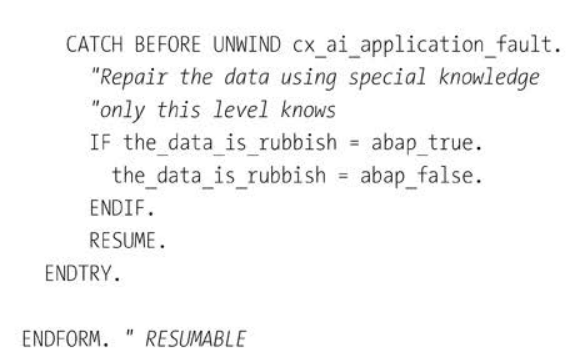 CATCH BEFORE UNWIND cx_ai_application_fault.
"Repair the data using special knowledge
"only this level knows
IF the_data_is_rubbish = abap_true.
the_data_is_rubbish = abap_false.
ENDIF.
RESUME.
ENDTRY.
ENDFORM. " RESUMABLE